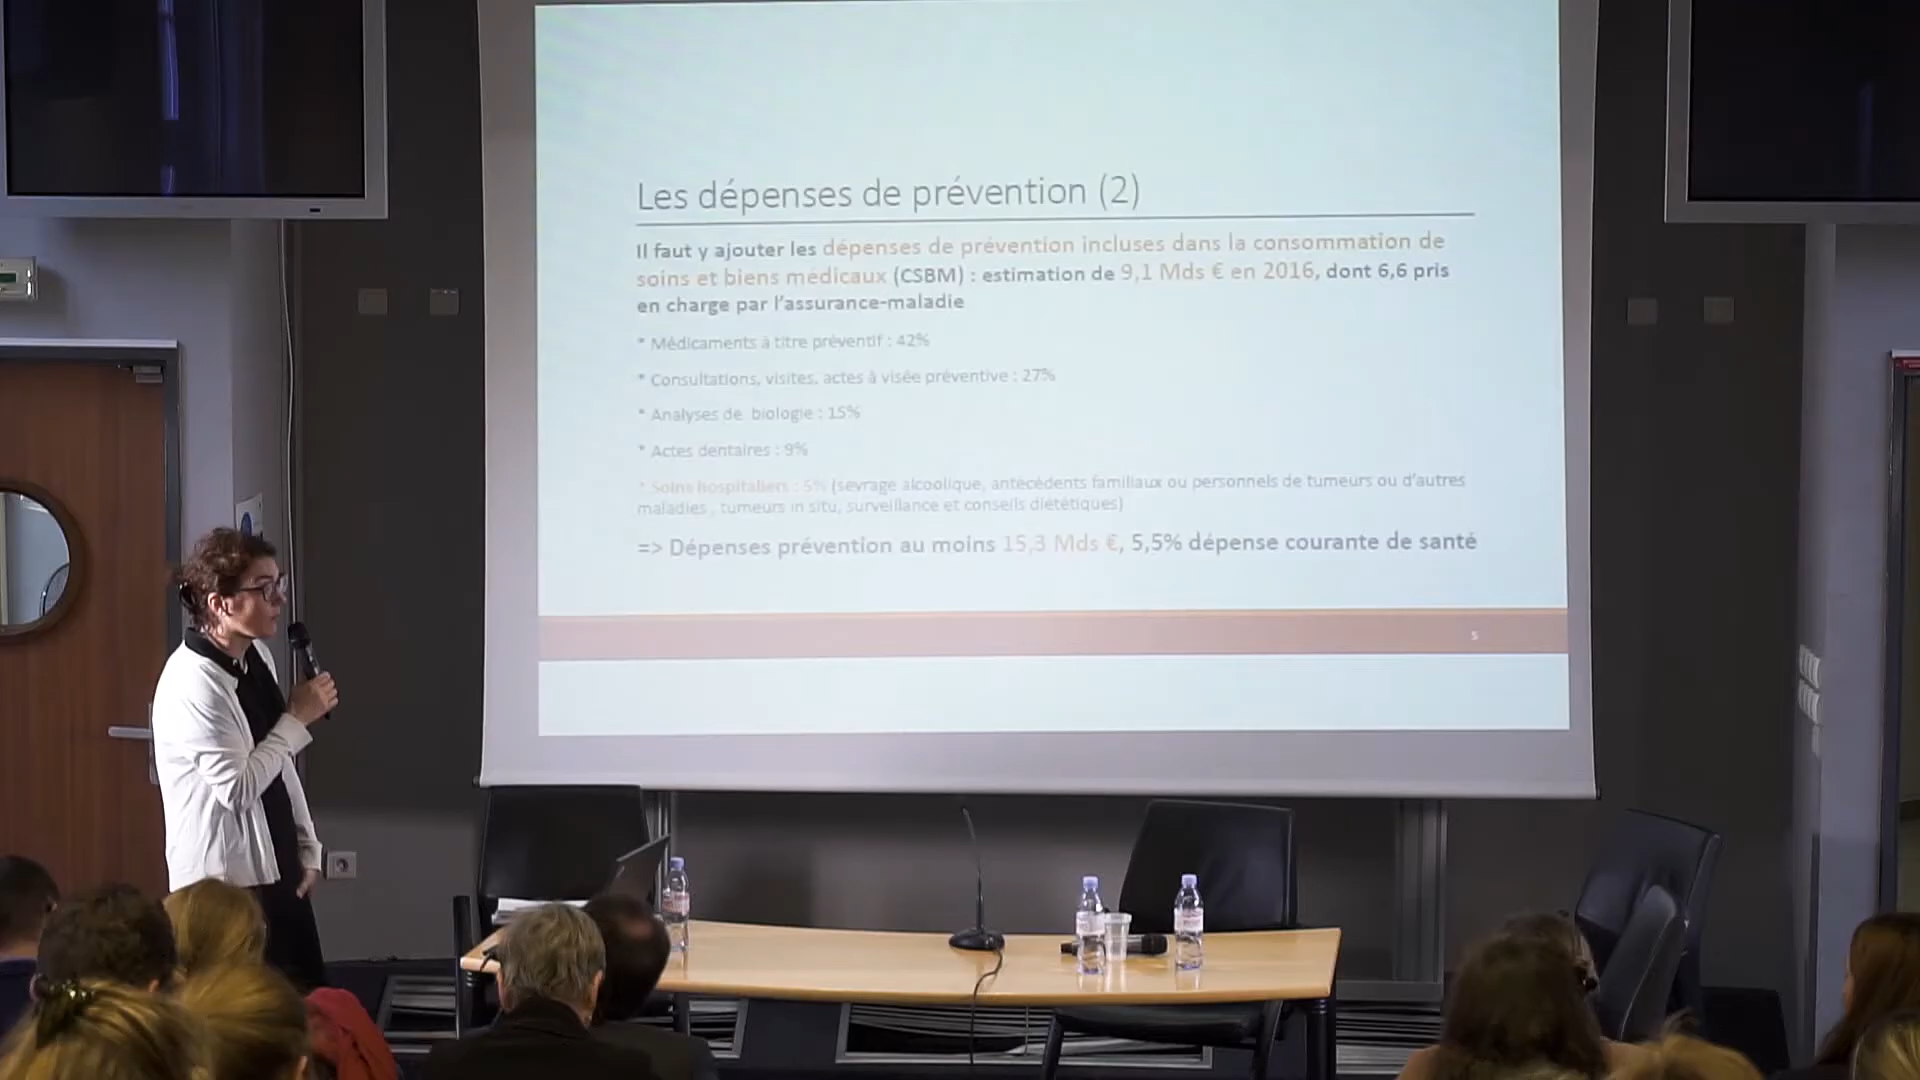 Les dépenses de prévention (2)
Il faut y ajouter les dépenses de prévention incluses dans la consommation de
soins et biens médicaux (CSBM) : estimation de 9,1 Mds € en 2016, dont 6,6 pris
en charge par l'assurance-maladie
* Médicaments à titre préventif : 42%
* Consultations, visites, actes à visée préventive : 27%
* Analyses de biologie : 15%
* Actes dentaires : 9%
* Soins hospitaliers : 5% (sevrage alcoolique, antécédents familiaux ou personnels de tumeurs ou d'autres
maladies , tumeurs in situ, surveillance et conseils diététiques)
=> Dépenses prévention au moins 15,3 Mds €, 5,5% dépense courante de santé
5